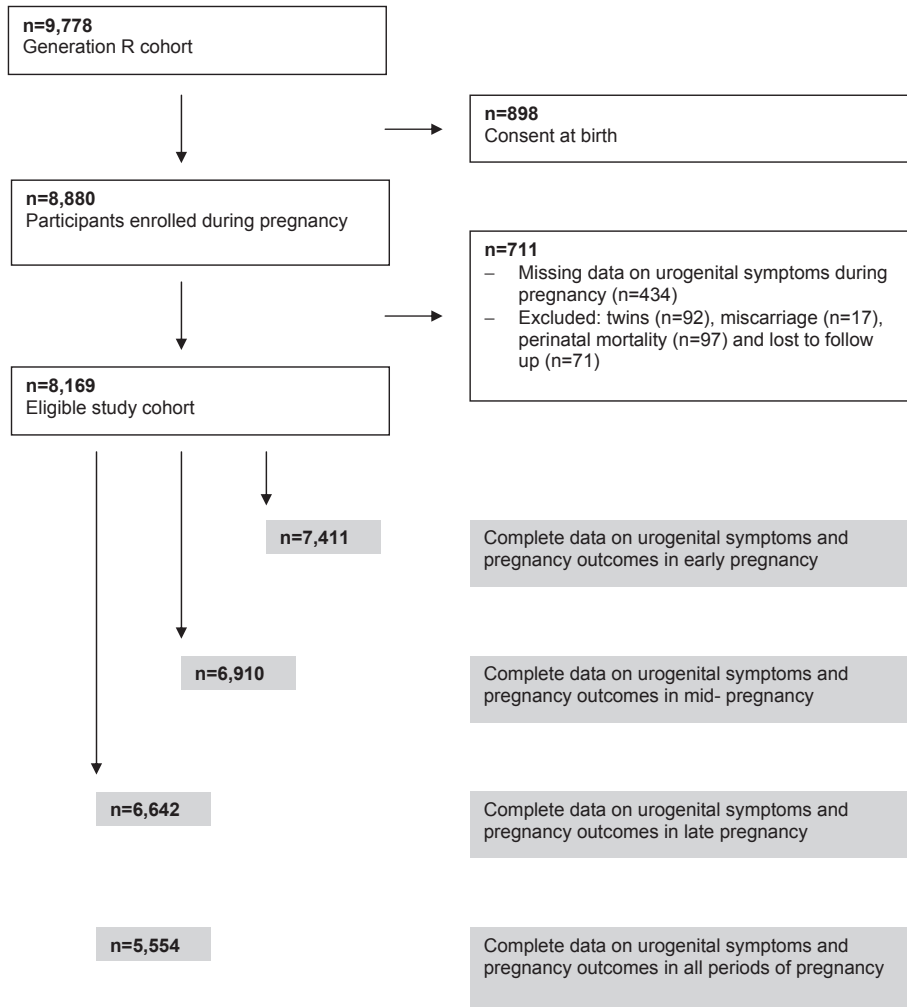 n=9,778
Generation R cohort
n=898
Consent at birth
n=8,880
Participants enrolled during pregnancy
n=711
– Missing data on urogenital symptoms during
pregnancy (n=434)
– Excluded: twins (n=92), miscarriage (n=17),
perinatal mortality (n=97) and lost to follow
up (n=71)
n=8,169
Eligible study cohort
n=7,411
Complete data on urogenital symptoms and
pregnancy outcomes in early pregnancy
n=6,910
Complete data on urogenital symptoms and
pregnancy outcomes in mid- pregnancy
n=6,642
Complete data on urogenital symptoms and
pregnancy outcomes in late pregnancy
n=5,554
Complete data on urogenital symptoms and
pregnancy outcomes in all periods of pregnancy